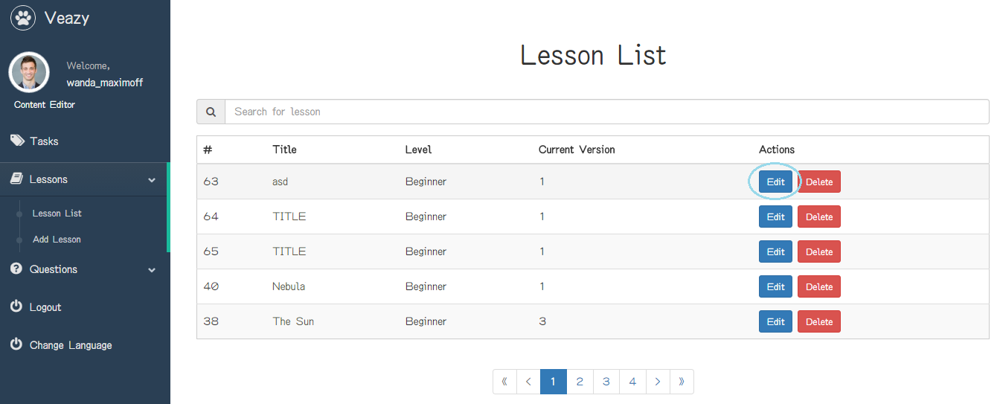 Veazy
Welcome,
wanda_maximoff
Content Editor
Tasks
Lessons
Lesson List
Add Lesson
Questions
Logout
Change Language
Lesson List
Search for lesson
# Title Level Current Version Actions
63 asd Beginner 1 Edit Delete
64 TITLE Beginner 1 Edit Delete
65 TITLE Beginner 1 Edit Delete
40 Nebula Beginner 1 Edit Delete
38 The Sun Beginner 3 Edit Delete
« < 1 2 3 4 > »